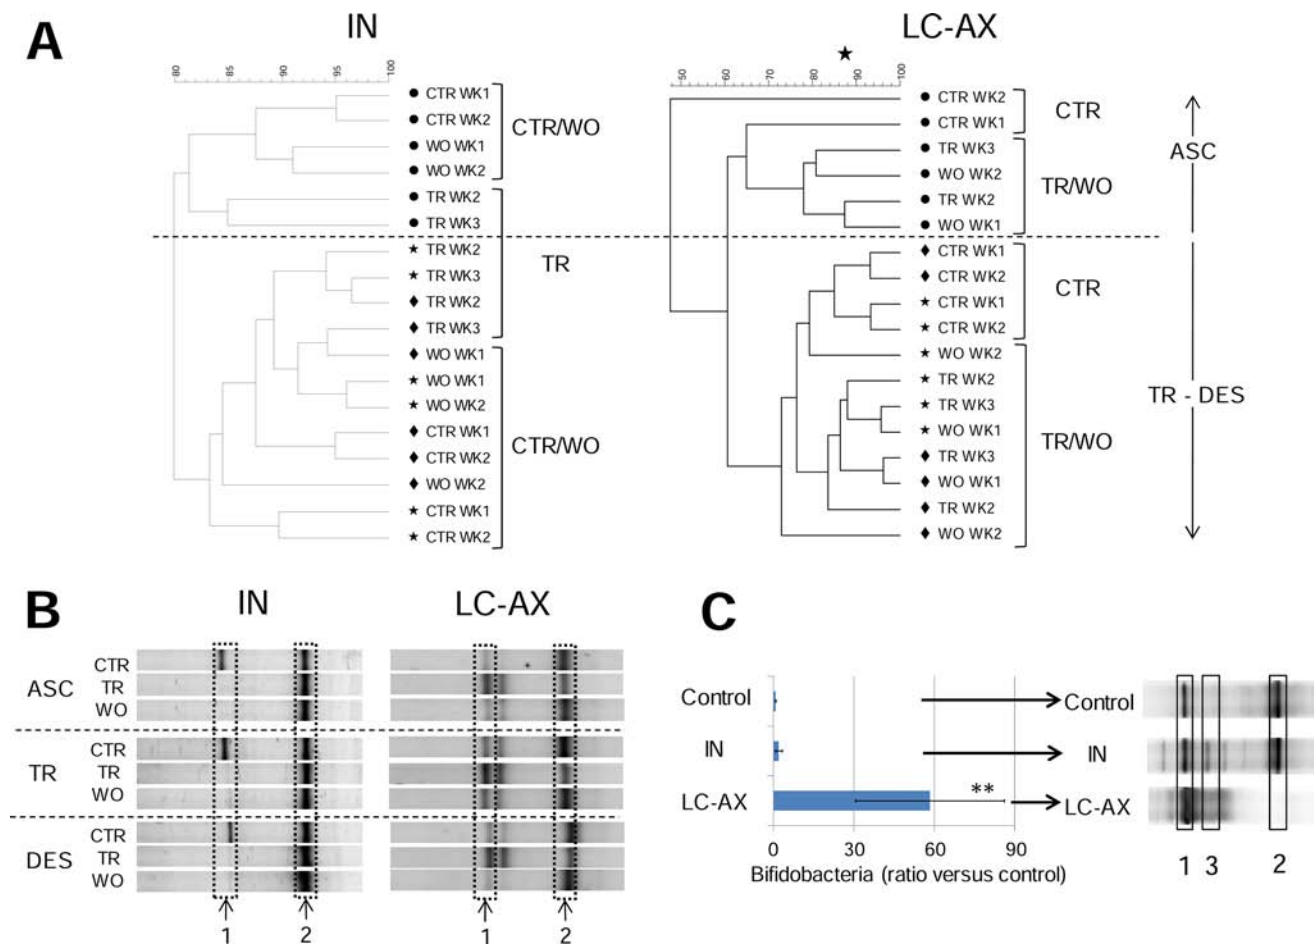 A
IN
80 85 90 95 100
● CTR WK1
● CTR WK2
● WO WK1
● WO WK2
● TR WK2
● TR WK3
★ TR WK2
★ TR WK3
♦ TR WK2
♦ TR WK3
♦ WO WK1
★ WO WK1
★ WO WK2
♦ CTR WK1
♦ CTR WK2
♦ WO WK2
★ CTR WK1
★ CTR WK2
CTR/WO
TR
CTR/WO
LC-AX
★
50 60 70 80 90 100
● CTR WK2
● CTR WK1
● TR WK3
● WO WK2
● TR WK2
● WO WK1
♦ CTR WK1
♦ CTR WK2
★ CTR WK1
★ CTR WK2
★ WO WK2
★ TR WK2
★ TR WK3
★ WO WK1
♦ TR WK3
♦ WO WK1
♦ TR WK2
♦ WO WK2
CTR
TR/WO
CTR
TR/WO
ASC
TR - DES
B
IN LC-AX
CTR
ASC TR
WO
CTR
TR TR
WO
CTR
DES TR
WO
1 2 1 2
C
Control Control
IN IN
LC-AX ** LC-AX
0 30 60 90
Bifidobacteria (ratio versus control)
1 3 2